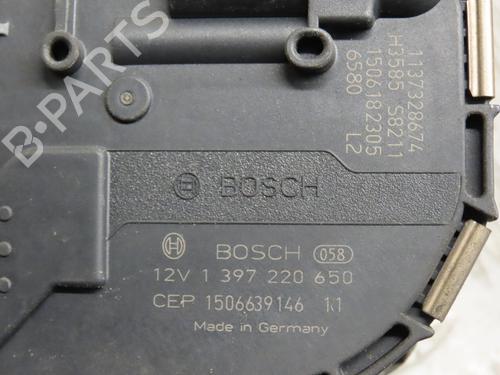 B-PARTS
1137328674
H3585 S8211
1506182305 L2
6580
BOSCH
BOSCH 058
12V 1 397 220 650
CEP 1506639146 11
Made in Germany